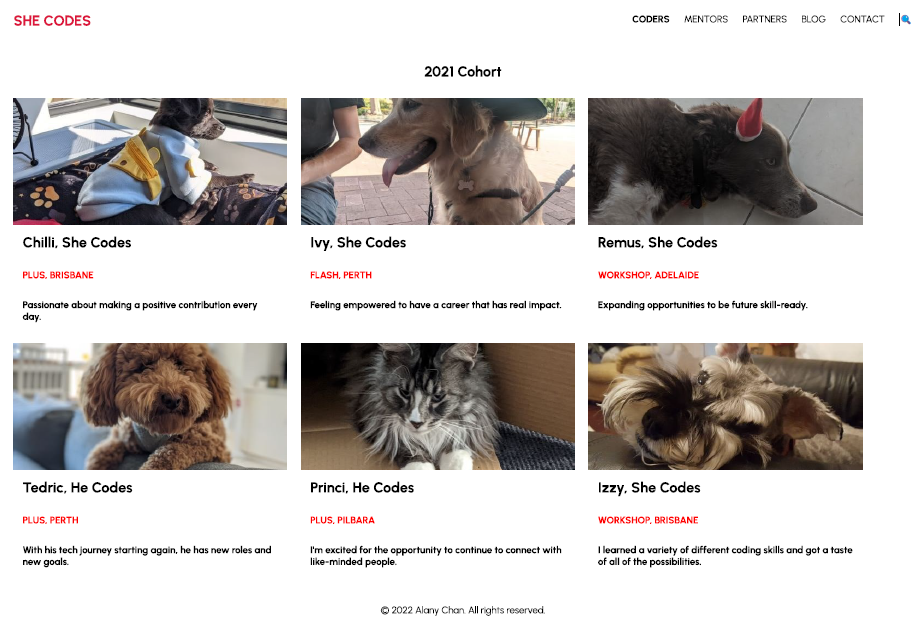 SHE CODES
CODERS MENTORS PARTNERS BLOG CONTACT
2021 Cohort
Chilli, She Codes
PLUS, BRISBANE
Passionate about making a positive contribution every
day.
Ivy, She Codes
FLASH, PERTH
Feeling empowered to have a career that has real impact.
Remus, She Codes
WORKSHOP, ADELAIDE
Expanding opportunities to be future skill-ready.
Tedric, He Codes
PLUS, PERTH
With his tech journey starting again, he has new roles and
new goals.
Princi, He Codes
PLUS, PILBARA
I'm excited for the opportunity to continue to connect with
like-minded people.
Izzy, She Codes
WORKSHOP, BRISBANE
I learned a variety of different coding skills and got a taste
of all of the possibilities.
© 2022 Alany Chan. All rights reserved.